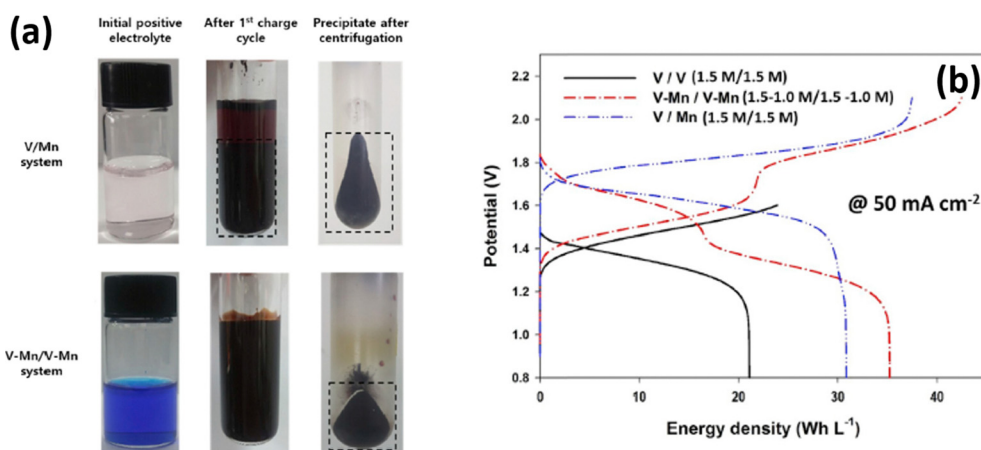 (a)
Initial positive
electrolyte
After 1st charge
cycle
Precipitate after
centrifugation
V/Mn
system
V-Mn/V-Mn
system
(b)
V / V (1.5 M/1.5 M)
V-Mn / V-Mn (1.5-1.0 M/1.5 -1.0 M)
V / Mn (1.5 M/1.5 M)
@ 50 mA cm-2
Potential (V)
2.2
2.0
1.8
1.6
1.4
1.2
1.0
0.8
0 10 20 30 40
Energy density (Wh L-1)